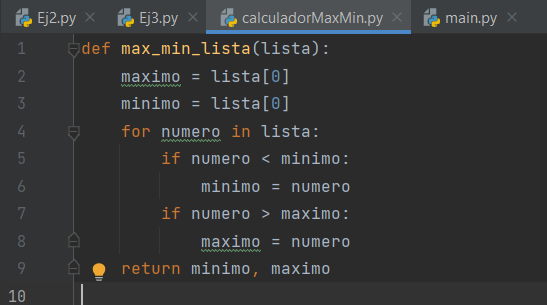 Ej2.py × Ej3.py × calculadorMaxMin.py × main.py ×
1 def max_min_lista(lista):
2 maximo = lista[0]
3 minimo = lista[0]
4 for numero in lista:
5 if numero < minimo:
6 minimo = numero
7 if numero > maximo:
8 maximo = numero
9 return minimo, maximo
10